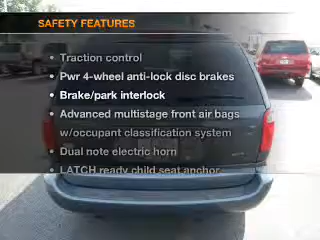 SAFETY FEATURES
• Traction control
• Pwr 4-wheel anti-lock disc brakes
• Brake/park interlock
• Advanced multistage front air bags
w/occupant classification system
• Dual note electric horn
• LATCH ready child seat anchor